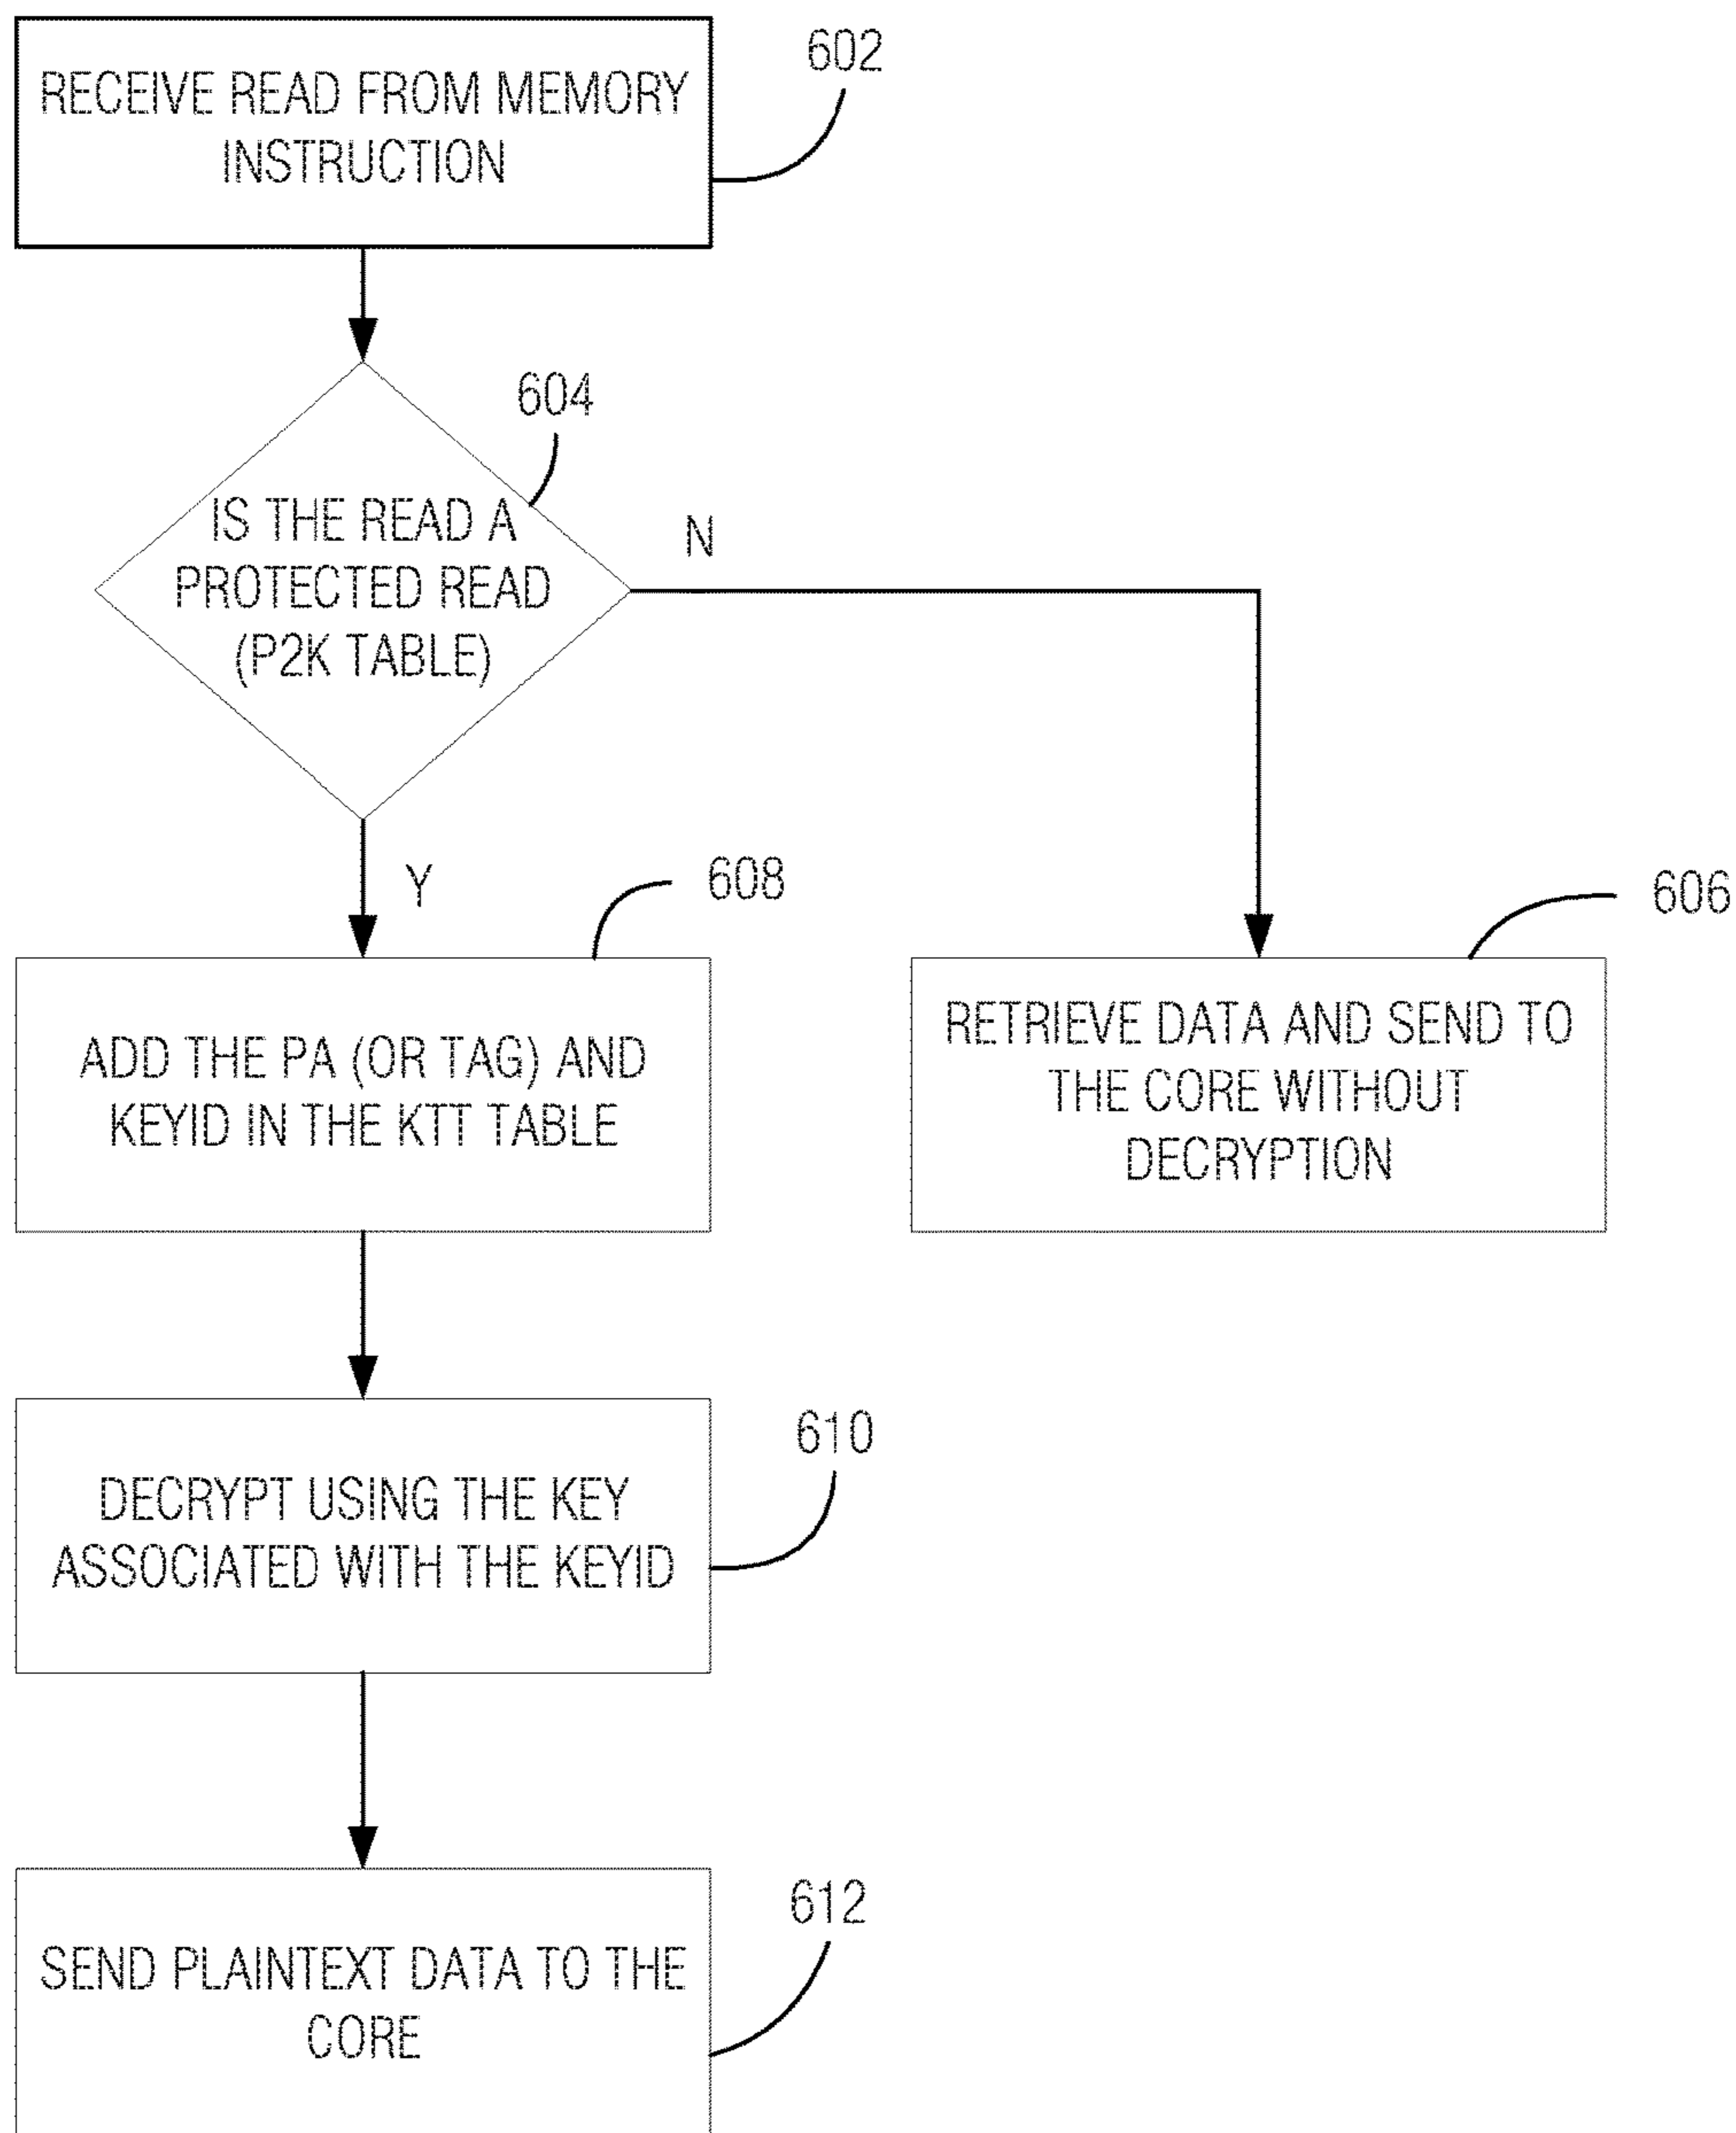 RECEIVE READ FROM MEMORY
INSTRUCTION
602
604
IS THE READ A
PROTECTED READ
(P2K TABLE)
N
Y
608
606
ADD THE PA (OR TAG) AND
KEYID IN THE KTT TABLE
RETRIEVE DATA AND SEND TO
THE CORE WITHOUT
DECRYPTION
610
DECRYPT USING THE KEY
ASSOCIATED WITH THE KEYID
612
SEND PLAINTEXT DATA TO THE
CORE